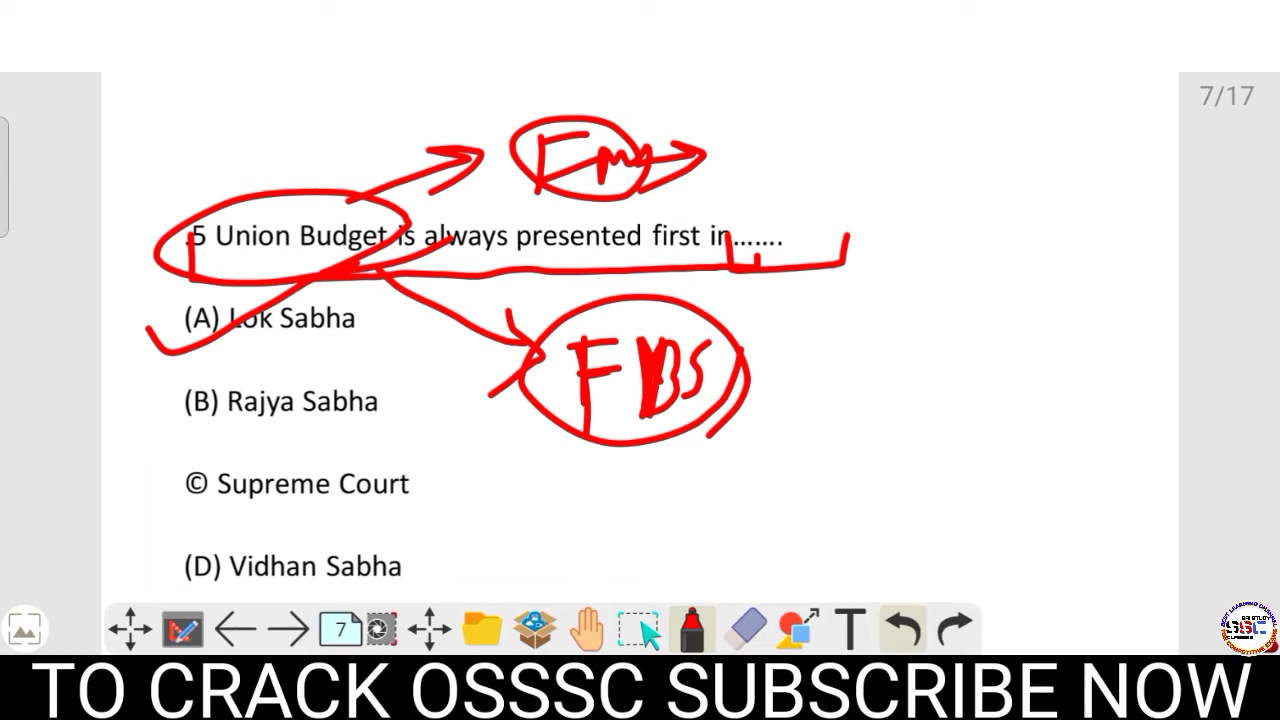 7/17
.5 Union Budget is always presented first in.......
(A) Lok Sabha
(B) Rajya Sabha
© Supreme Court
(D) Vidhan Sabha
7
TO CRACK OSSSC SUBSCRIBE NOW